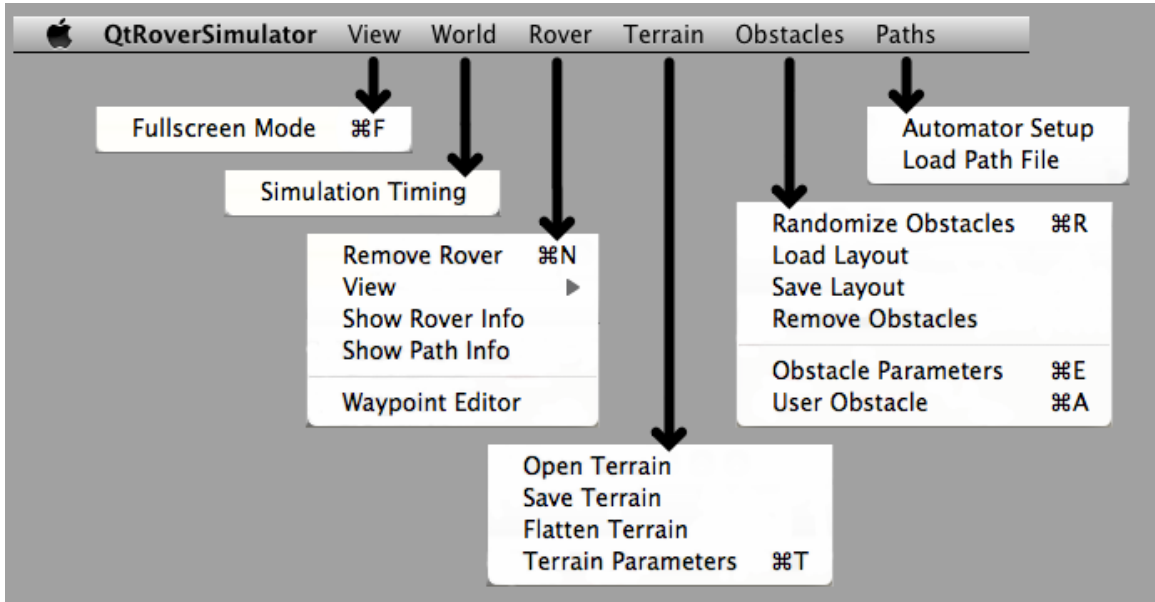 QtRoverSimulator View World Rover Terrain Obstacles Paths
Fullscreen Mode ⌘F
Simulation Timing
Remove Rover ⌘N
View ▶
Show Rover Info
Show Path Info
Waypoint Editor
Open Terrain
Save Terrain
Flatten Terrain
Terrain Parameters ⌘T
Randomize Obstacles ⌘R
Load Layout
Save Layout
Remove Obstacles
Obstacle Parameters ⌘E
User Obstacle ⌘A
Automator Setup
Load Path File